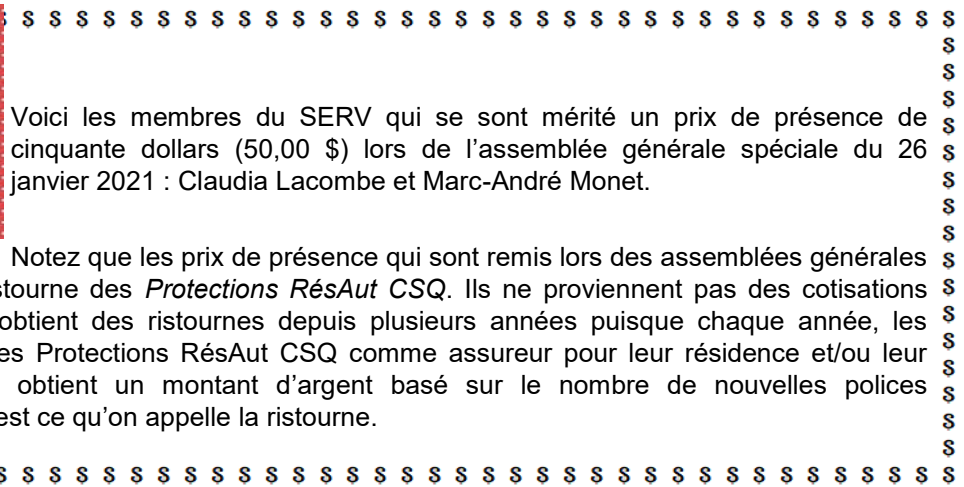 $ $ $ $ $ $ $ $ $ $ $ $ $ $ $ $ $ $ $ $ $ $ $ $ $ $ $ $ $ $ $ $ $ $ $
Voici les membres du SERV qui se sont mérité un prix de présence de
cinquante dollars (50,00 $) lors de l’assemblée générale spéciale du 26
janvier 2021 : Claudia Lacombe et Marc-André Monet.
Notez que les prix de présence qui sont remis lors des assemblées générales
stourne des Protections RésAut CSQ. Ils ne proviennent pas des cotisations
obtient des ristournes depuis plusieurs années puisque chaque année, les
es Protections RésAut CSQ comme assureur pour leur résidence et/ou leur
obtient un montant d’argent basé sur le nombre de nouvelles polices
est ce qu’on appelle la ristourne.
$ $ $ $ $ $ $ $ $ $ $ $ $ $ $ $ $ $ $ $ $ $ $ $ $ $ $ $ $ $ $ $ $ $ $ $